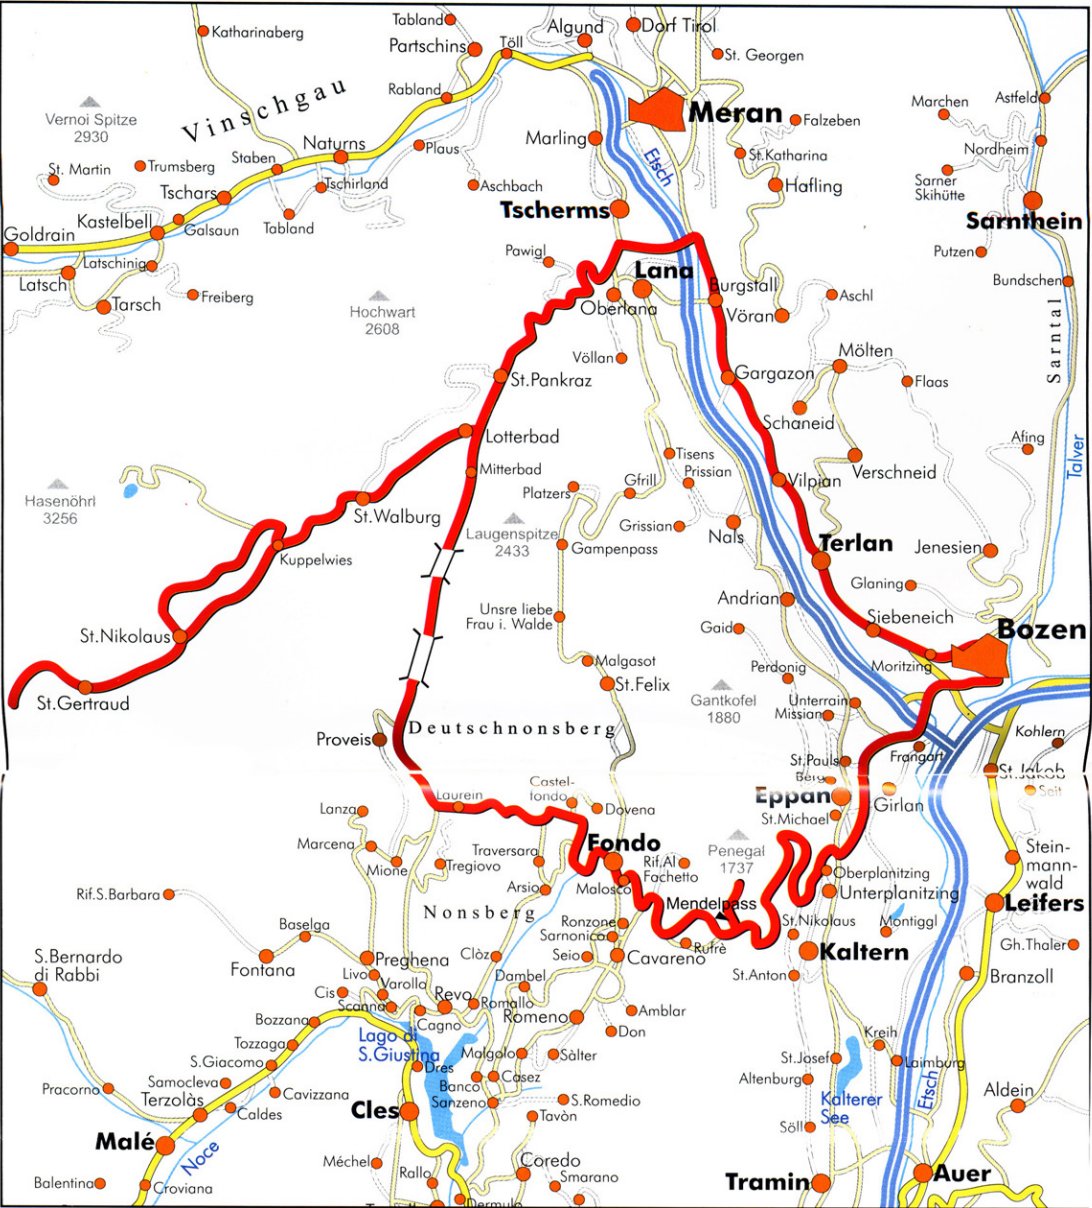 Tabland
Katharinaberg
Partschins
Töll
Algund
Dorf Tirol
St. Georgen
Vinschgau
Rabland
Vernoi Spitze
2930
Meran
Marchen
Astfeld
Falzeben
Marling
Naturns
Plaus
Nordheim
St.Katharina
Staben
Etsch
St. Martin
Trumsberg
Aschbach
Hafling
Sarner
Skihütte
Tschars
Tschirland
Tscherms
Sarnthein
Kastelbell
Galsaun
Tabland
Goldrain
Pawigl
Putzen
Latschinig
Lana
Latsch
Burgstall
Bundschen
Freiberg
Aschl
Tarsch
Hochwart
2608
Oberlana
Vöran
Sarntal
Völlan
Mölten
St.Pankraz
Gargazon
Flaas
Schaneid
Lotterbad
Afing
Talver
Tisens
Mitterbad
Prissian
Verschneid
Hasenöhrl
3256
Platzers
Gfrill
Vilpian
St.Walburg
Laugenspitze
2433
Grissian
Nals
Terlan
Gampenpass
Jenesien
Kuppelwies
Glaning
Andrian
Unsre liebe
Frau i. Walde
Siebeneich
Gaid
Bozen
St.Nikolaus
Malgasot
Perdonig
Moritzing
St.Felix
St.Gertraud
Gantkofel
1880
Unterrain
Missian
Deutschnonsberg
Proveis
Kohlern
Frangart
St.Pauls
St.Jakob
Berg
Castel-
fondo
Laurein
Eppan
Girlan
Seit
Lanza
Dovena
St.Michael
Marcena
Fondo
Penegal
1737
Stein-
mann-
wald
Traversara
Rif.Al
Fochetto
Mione
Tregiovo
Oberplanitzing
Arsio
Malosco
Unterplanitzing
Rif.S.Barbara
Mendelpass
Leifers
Nonsberg
Ronzone
St.Nikolaus
Montiggl
Baselga
Sarnonico
Rufrè
Gh.Thaler
S.Bernardo
di Rabbi
Preghena
Clòz
Seio
Cavareno
Kaltern
Fontana
Livo
Dambel
St.Anton
Branzoll
Varolla
Cis
Revo
Romallo
Scanna
Romeno
Amblar
Bozzana
Cagno
Don
Lago di
S.Giustina
Kreih
Tozzaga
Malgolo
Sàlter
St.Josef
Laimburg
S.Giacomo
Dres
Samocleva
Banco
Casez
Altenburg
Pracorno
Cavizzana
Aldein
Terzolàs
Sanzeno
S.Romedio
Kalterer
See
Etsch
Caldes
Cles
Tavòn
Söll
Malé
Noce
Méchel
Coredo
Rallo
Smarano
Balentina
Croviana
Tramin
Auer
Dermulo